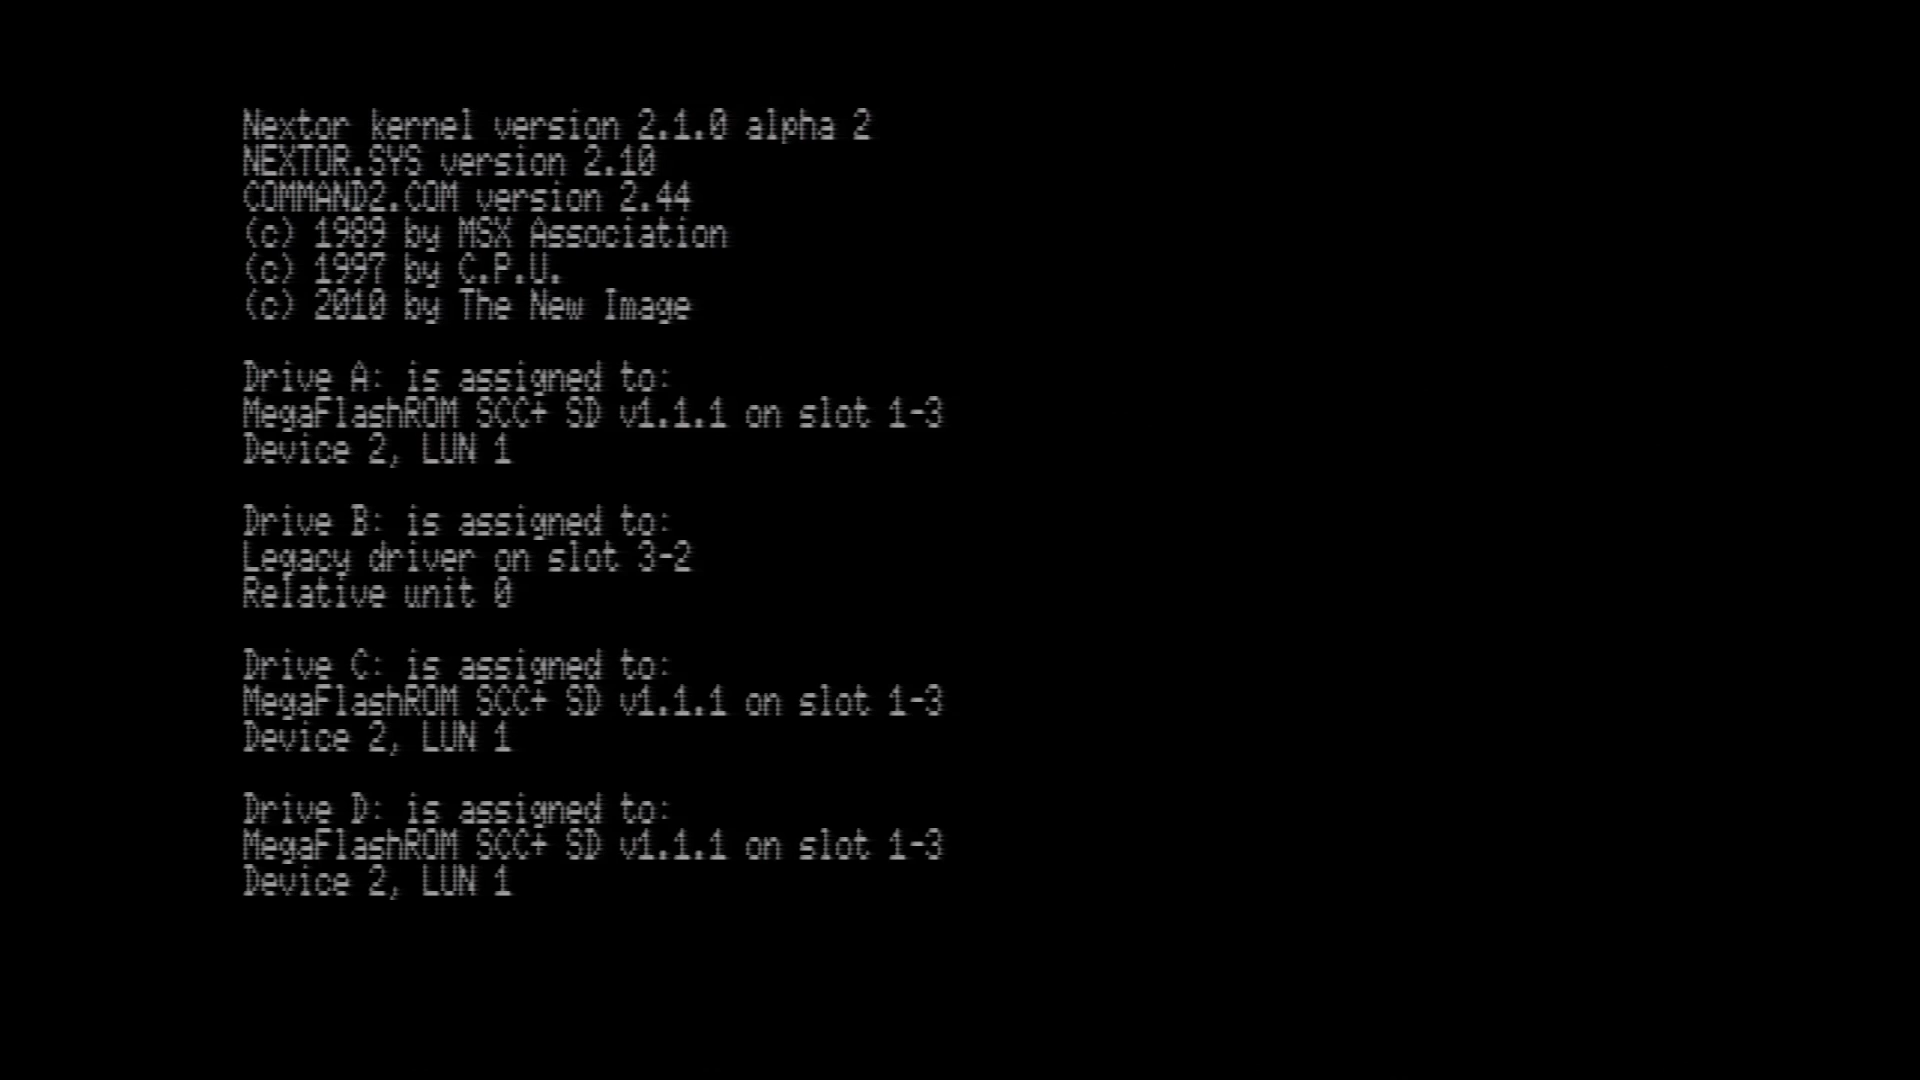 Nextor kernel version 2.1.0 alpha 2
NEXTOR.SYS version 2.10
COMMAND2.COM version 2.44
(c) 1989 by MSX Association
(c) 1997 by C.P.U.
(c) 2010 by The New Image
Drive A: is assigned to:
MegaFlashROM SCC+ SD v1.1.1 on slot 1-3
Device 2, LUN 1
Drive B: is assigned to:
Legacy driver on slot 3-2
Relative unit 0
Drive C: is assigned to:
MegaFlashROM SCC+ SD v1.1.1 on slot 1-3
Device 2, LUN 1
Drive D: is assigned to:
MegaFlashROM SCC+ SD v1.1.1 on slot 1-3
Device 2, LUN 1